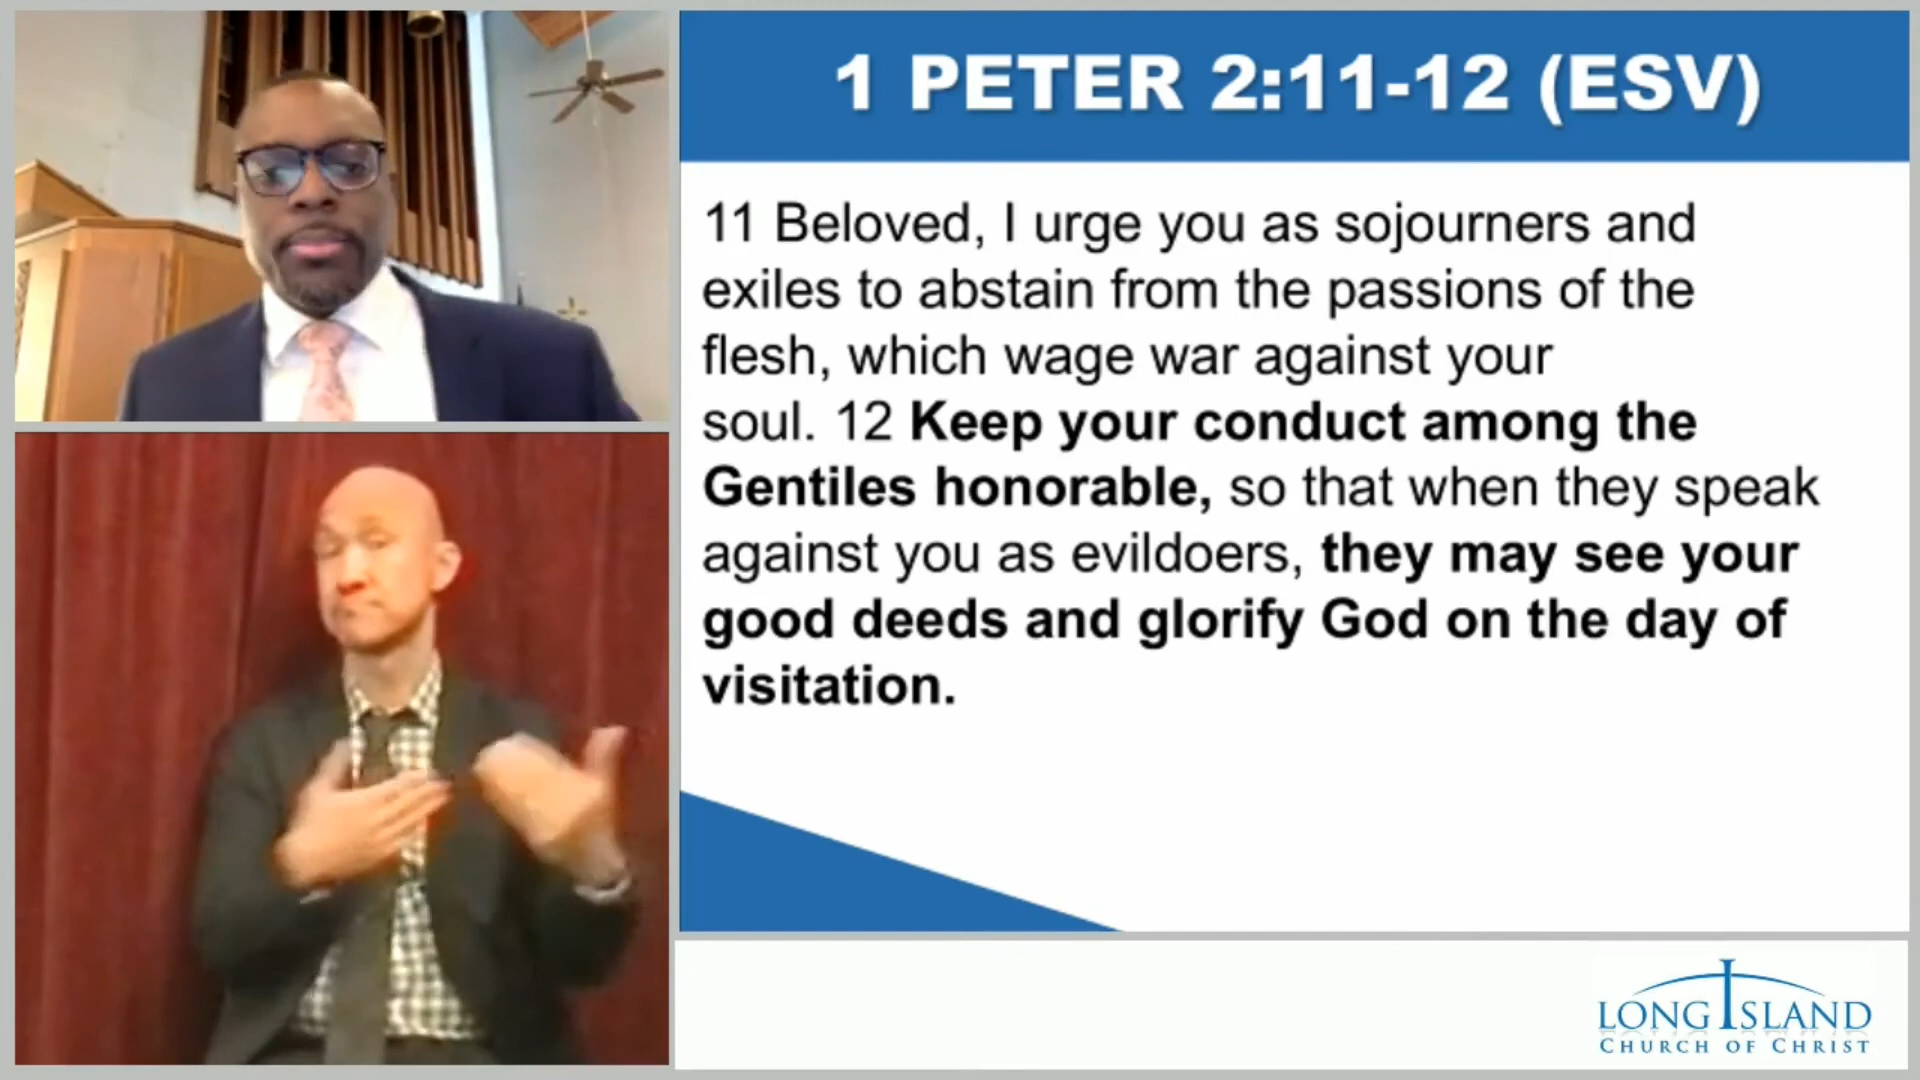 1 PETER 2:11-12 (ESV)
11 Beloved, I urge you as sojourners and
exiles to abstain from the passions of the
flesh, which wage war against your
soul. 12 Keep your conduct among the
Gentiles honorable, so that when they speak
against you as evildoers, they may see your
good deeds and glorify God on the day of
visitation.
LONG ISLAND
CHURCH OF CHRIST